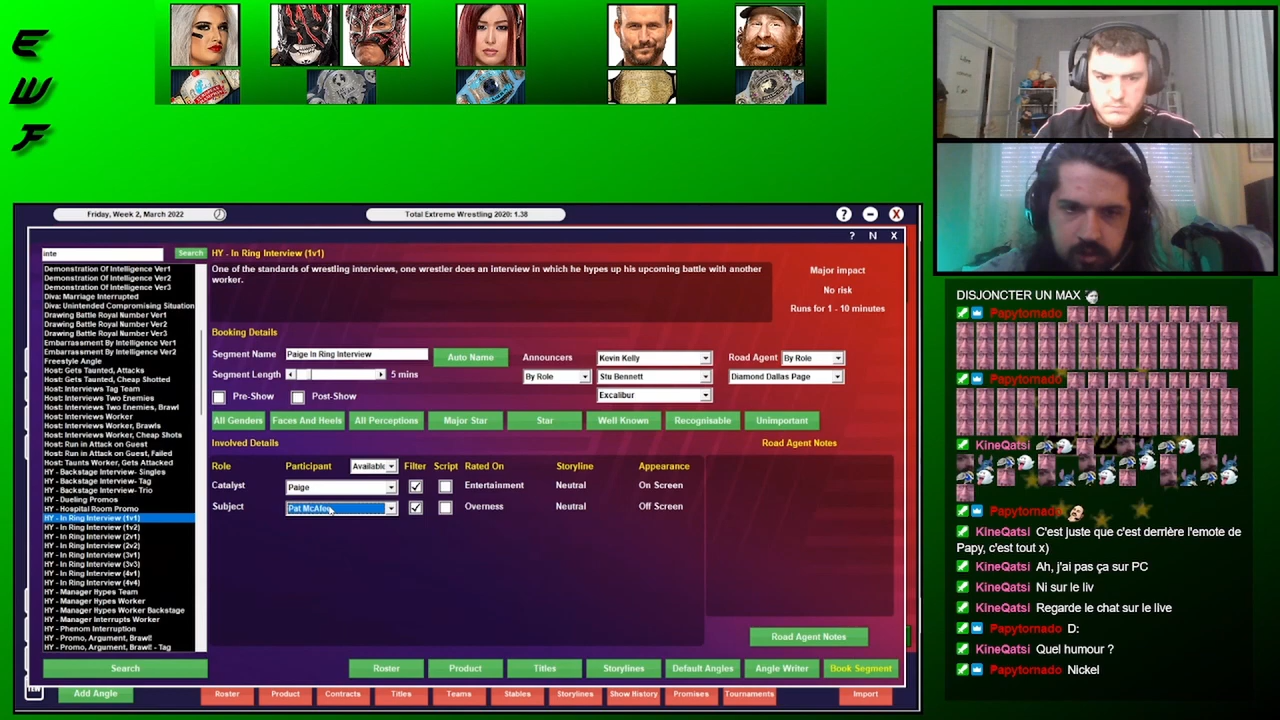 E
W
F
Friday, Week 2, March 2022
Total Extreme Wrestling 2020: 1.38
? N X
inte
Search
Demonstration Of Intelligence Ver1
Demonstration Of Intelligence Ver2
Demonstration Of Intelligence Ver3
Diva: Marriage Interrupted
Diva: Unintended Compromising Situation
Drawing Battle Royal Number Ver1
Drawing Battle Royal Number Ver2
Drawing Battle Royal Number Ver3
Embarrassment By Intelligence Ver1
Embarrassment By Intelligence Ver2
Freestyle Angle
Host: Gets Taunted, Attacks
Host: Gets Taunted, Cheap Shotted
Host: Interviews Tag Team
Host: Interviews Two Enemies
Host: Interviews Two Enemies, Brawl
Host: Interviews Worker
Host: Interviews Worker, Brawls
Host: Interviews Worker, Cheap Shots
Host: Run in Attack on Guest
Host: Run in Attack on Guest, Failed
Host: Taunts Worker, Gets Attacked
HY - Backstage Interview- Singles
HY - Backstage Interview- Tag
HY - Backstage Interview- Trio
HY - Dueling Promos
HY - Hospital Room Promo
HY - In Ring Interview (1v1)
HY - In Ring Interview (1v2)
HY - In Ring Interview (2v1)
HY - In Ring Interview (2v2)
HY - In Ring Interview (3v1)
HY - In Ring Interview (3v3)
HY - In Ring Interview (4v1)
HY - In Ring Interview (4v4)
HY - Manager Hypes Team
HY - Manager Hypes Worker
HY - Manager Hypes Worker Backstage
HY - Manager Interrupts Worker
HY - Phenom Interruption
HY - Promo, Argument, Brawl!
HY - Promo, Argument, Brawl! - Tag
Search
HY - In Ring Interview (1v1)
One of the standards of wrestling interviews, one wrestler does an interview in which he hypes up his upcoming battle with another
worker.
Major impact
No risk
Runs for 1 - 10 minutes
Booking Details
Segment Name Paige In Ring Interview Auto Name Announcers Kevin Kelly Road Agent By Role
Segment Length 5 mins By Role Stu Bennett Diamond Dallas Page
Pre-Show Post-Show Excalibur
All Genders Faces And Heels All Perceptions Major Star Star Well Known Recognisable Unimportant
Involved Details Road Agent Notes
Role Participant Availabl Filter Script Rated On Storyline Appearance
Catalyst Paige Entertainment Neutral On Screen
Subject Pat McAfee Overness Neutral Off Screen
Road Agent Notes
Roster Product Titles Storylines Default Angles Angle Writer Book Segment
Add Angle Roster Product Contracts Titles Teams Stables Storylines Show History Promises Tournaments Import
DISJONCTER UN MAX
Papytornado
Papytornado
KineQatsi
Papytornado
KineQatsi C'est juste que c'est derrière l'emote de
Papy, c'est tout x)
KineQatsi Ah, j'ai pas ça sur PC
KineQatsi Ni sur le liv
KineQatsi Regarde le chat sur le live
Papytornado D:
KineQatsi Quel humour ?
Papytornado Nickel